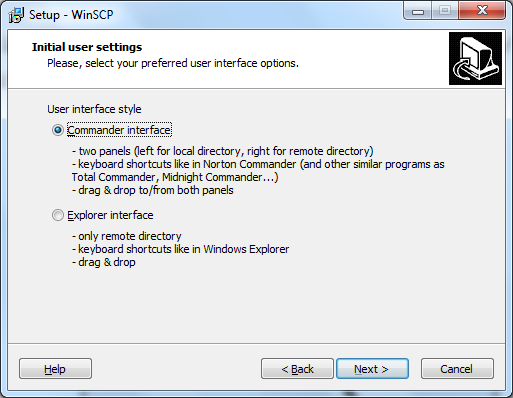 Setup - WinSCP
Initial user settings
Please, select your preferred user interface options.
User interface style
Commander interface
- two panels (left for local directory, right for remote directory)
- keyboard shortcuts like in Norton Commander (and other similar programs as
Total Commander, Midnight Commander...)
- drag & drop to/from both panels
Explorer interface
- only remote directory
- keyboard shortcuts like in Windows Explorer
- drag & drop
Help
< Back
Next >
Cancel